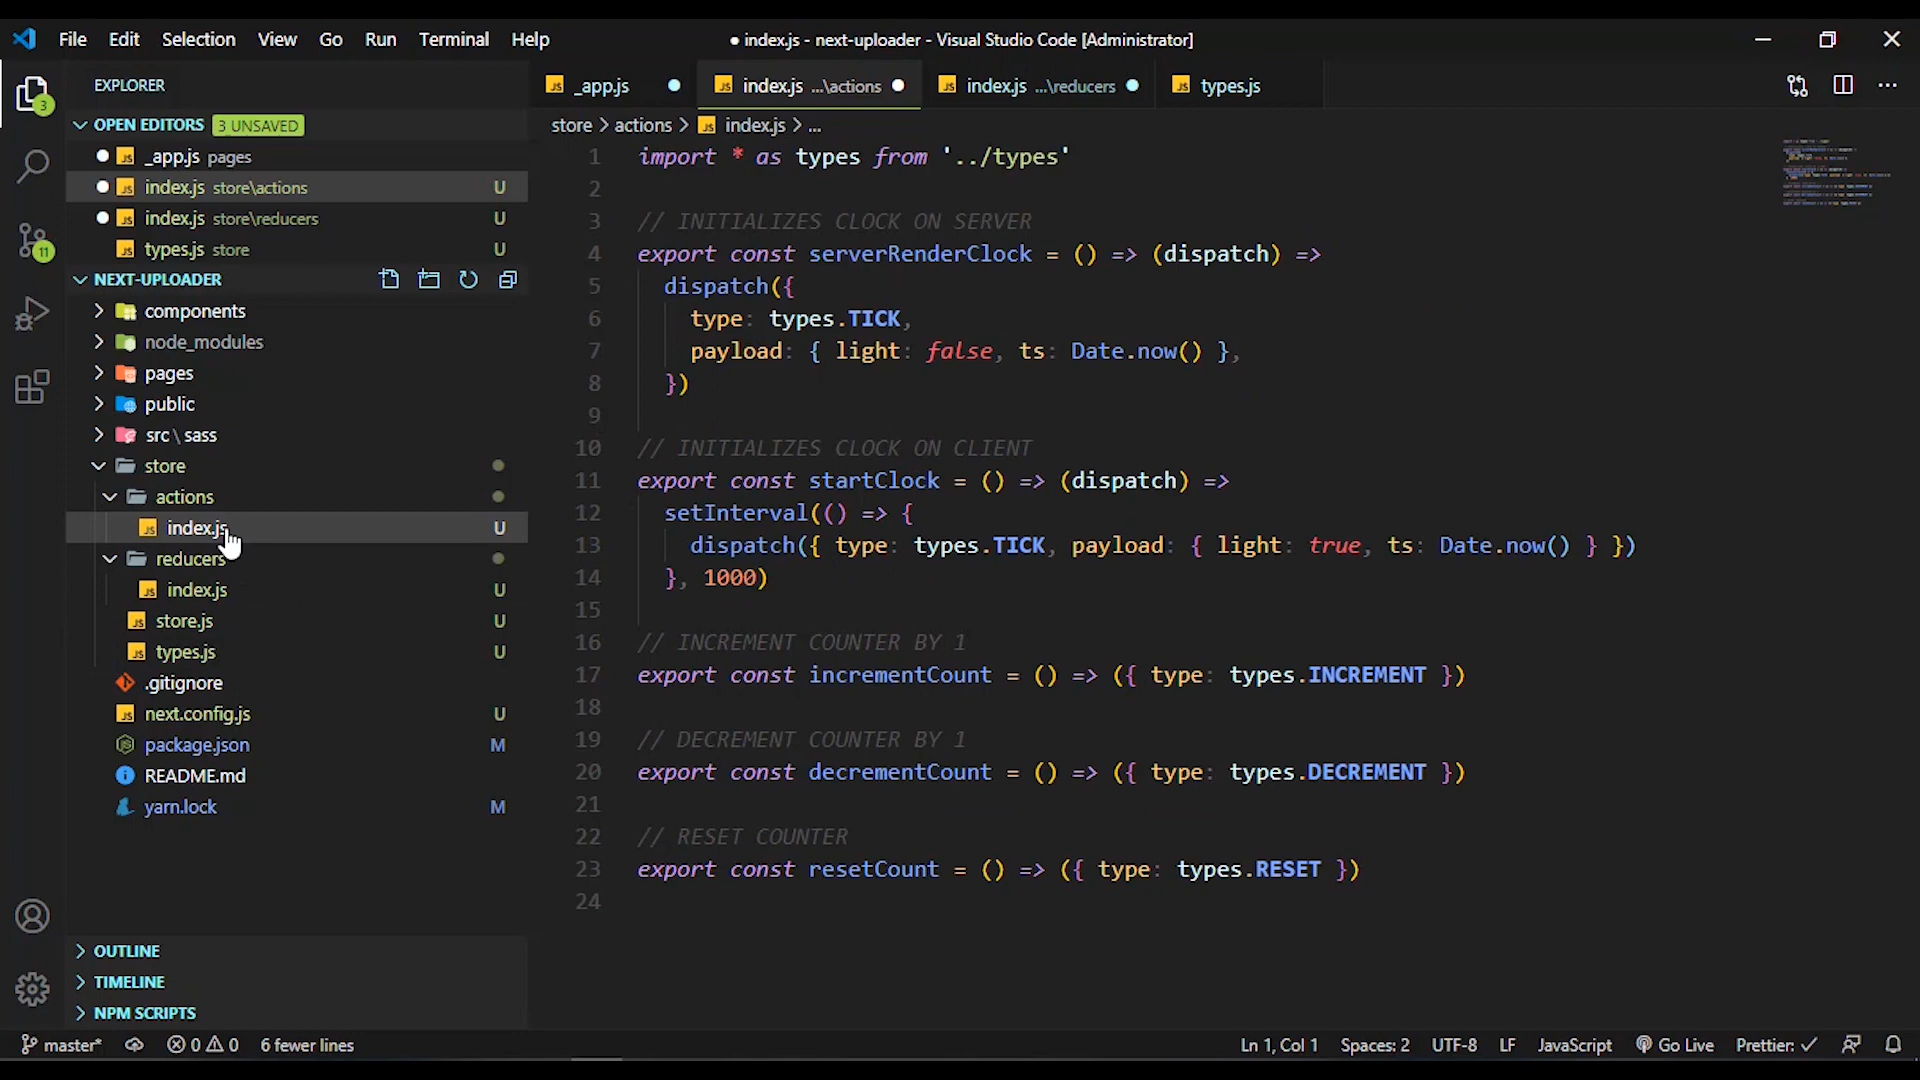 File Edit Selection View Go Run Terminal Help
● index.js - next-uploader - Visual Studio Code [Administrator]
EXPLORER
OPEN EDITORS 3 UNSAVED
_app.js pages
index.js store\actions U
index.js store\reducers U
types.js store U
NEXT-UPLOADER
components
node_modules
pages
public
src \ sass
store
actions
index.js U
reducers
index.js U
store.js U
types.js U
.gitignore
next.config.js U
package.json M
README.md
yarn.lock M
OUTLINE
TIMELINE
NPM SCRIPTS
3
11
_app.js
index.js ...\actions
index.js ...\reducers
types.js
store > actions > index.js > ...
1 import * as types from '../types'
2
3 // INITIALIZES CLOCK ON SERVER
4 export const serverRenderClock = () => (dispatch) =>
5 dispatch({
6 type: types.TICK,
7 payload: { light: false, ts: Date.now() },
8 })
9
10 // INITIALIZES CLOCK ON CLIENT
11 export const startClock = () => (dispatch) =>
12 setInterval(() => {
13 dispatch({ type: types.TICK, payload: { light: true, ts: Date.now() } })
14 }, 1000)
15
16 // INCREMENT COUNTER BY 1
17 export const incrementCount = () => ({ type: types.INCREMENT })
18
19 // DECREMENT COUNTER BY 1
20 export const decrementCount = () => ({ type: types.DECREMENT })
21
22 // RESET COUNTER
23 export const resetCount = () => ({ type: types.RESET })
24
master* 0 0 6 fewer lines
Ln 1, Col 1 Spaces: 2 UTF-8 LF JavaScript Go Live Prettier: ✓